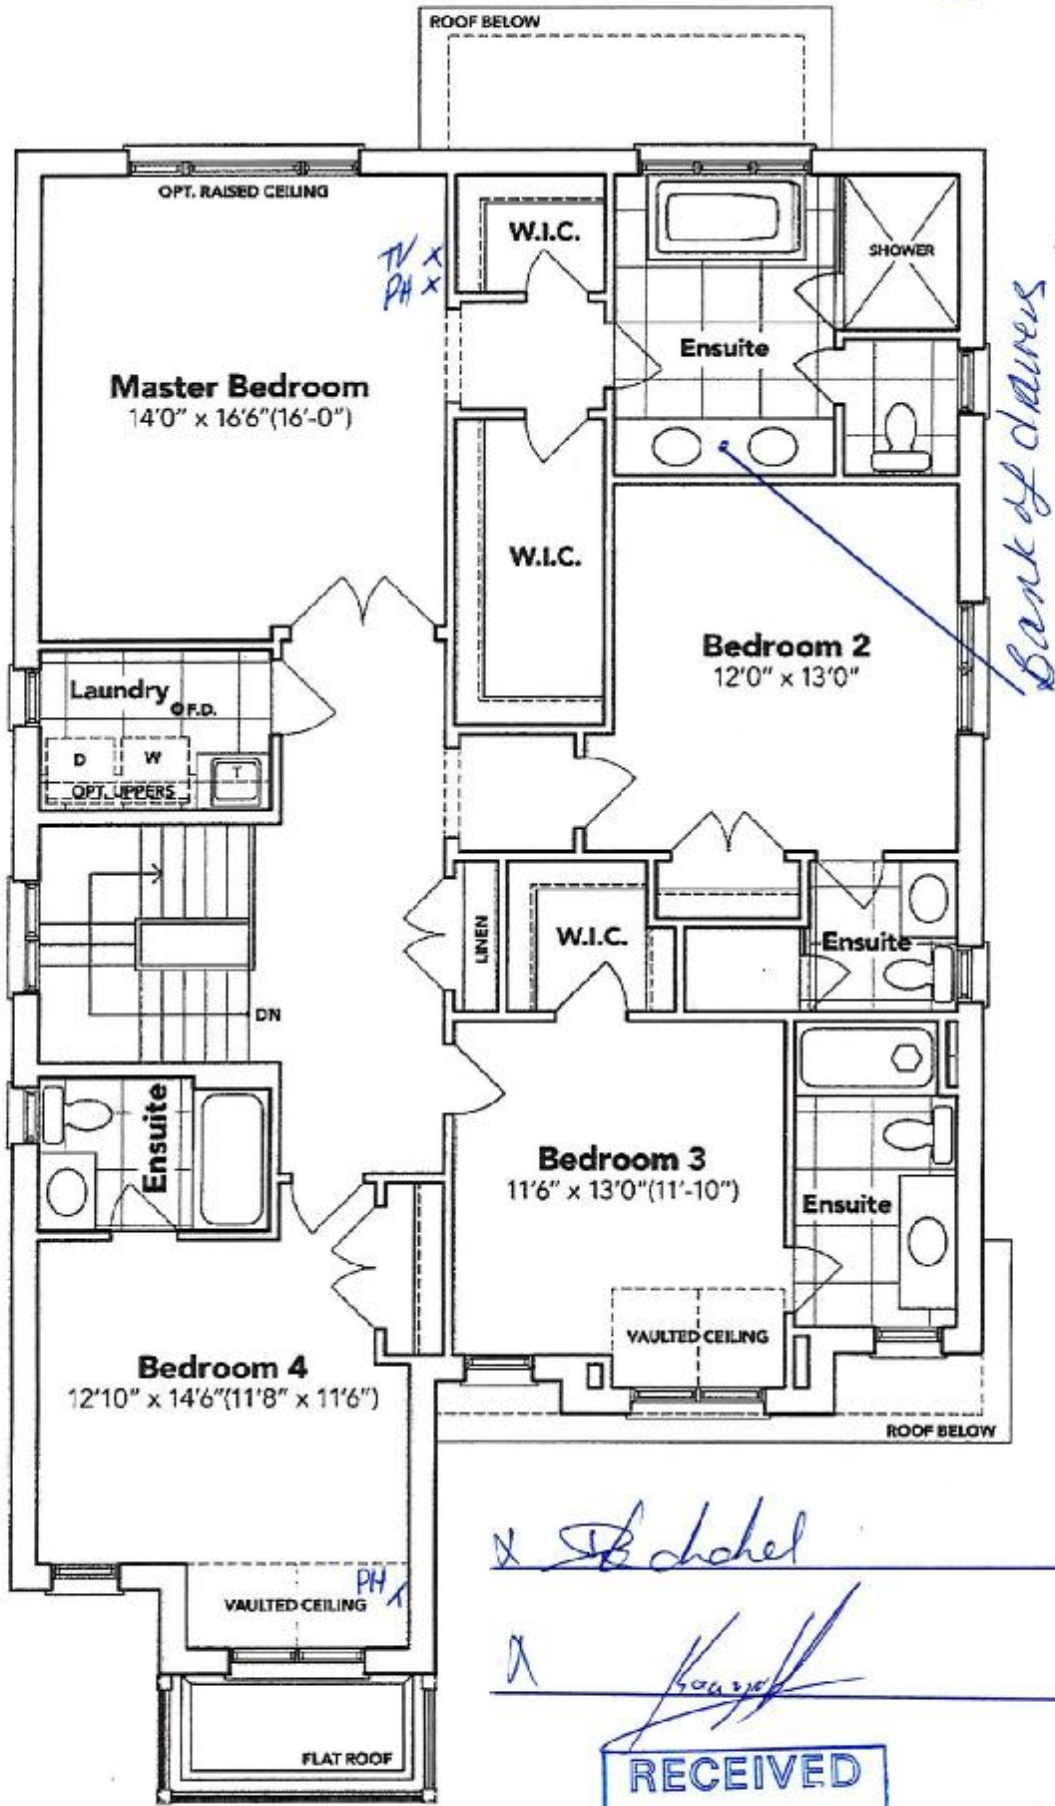 ROOF BELOW
OPT. RAISED CEILING
W.I.C.
SHOWER
TV x
PH x
Ensuite
Master Bedroom
14'0" x 16'6"(16'-0")
Bank of drawers
W.I.C.
Bedroom 2
12'0" x 13'0"
Laundry
F.D.
D
W
T
OPT. UPPERS
LINEN
W.I.C.
Ensuite
DN
Ensuite
Bedroom 3
11'6" x 13'0"(11'-10")
Ensuite
VAULTED CEILING
Bedroom 4
12'10" x 14'6"(11'8" x 11'6")
ROOF BELOW
PH x
VAULTED CEILING
X
X
FLAT ROOF
RECEIVED